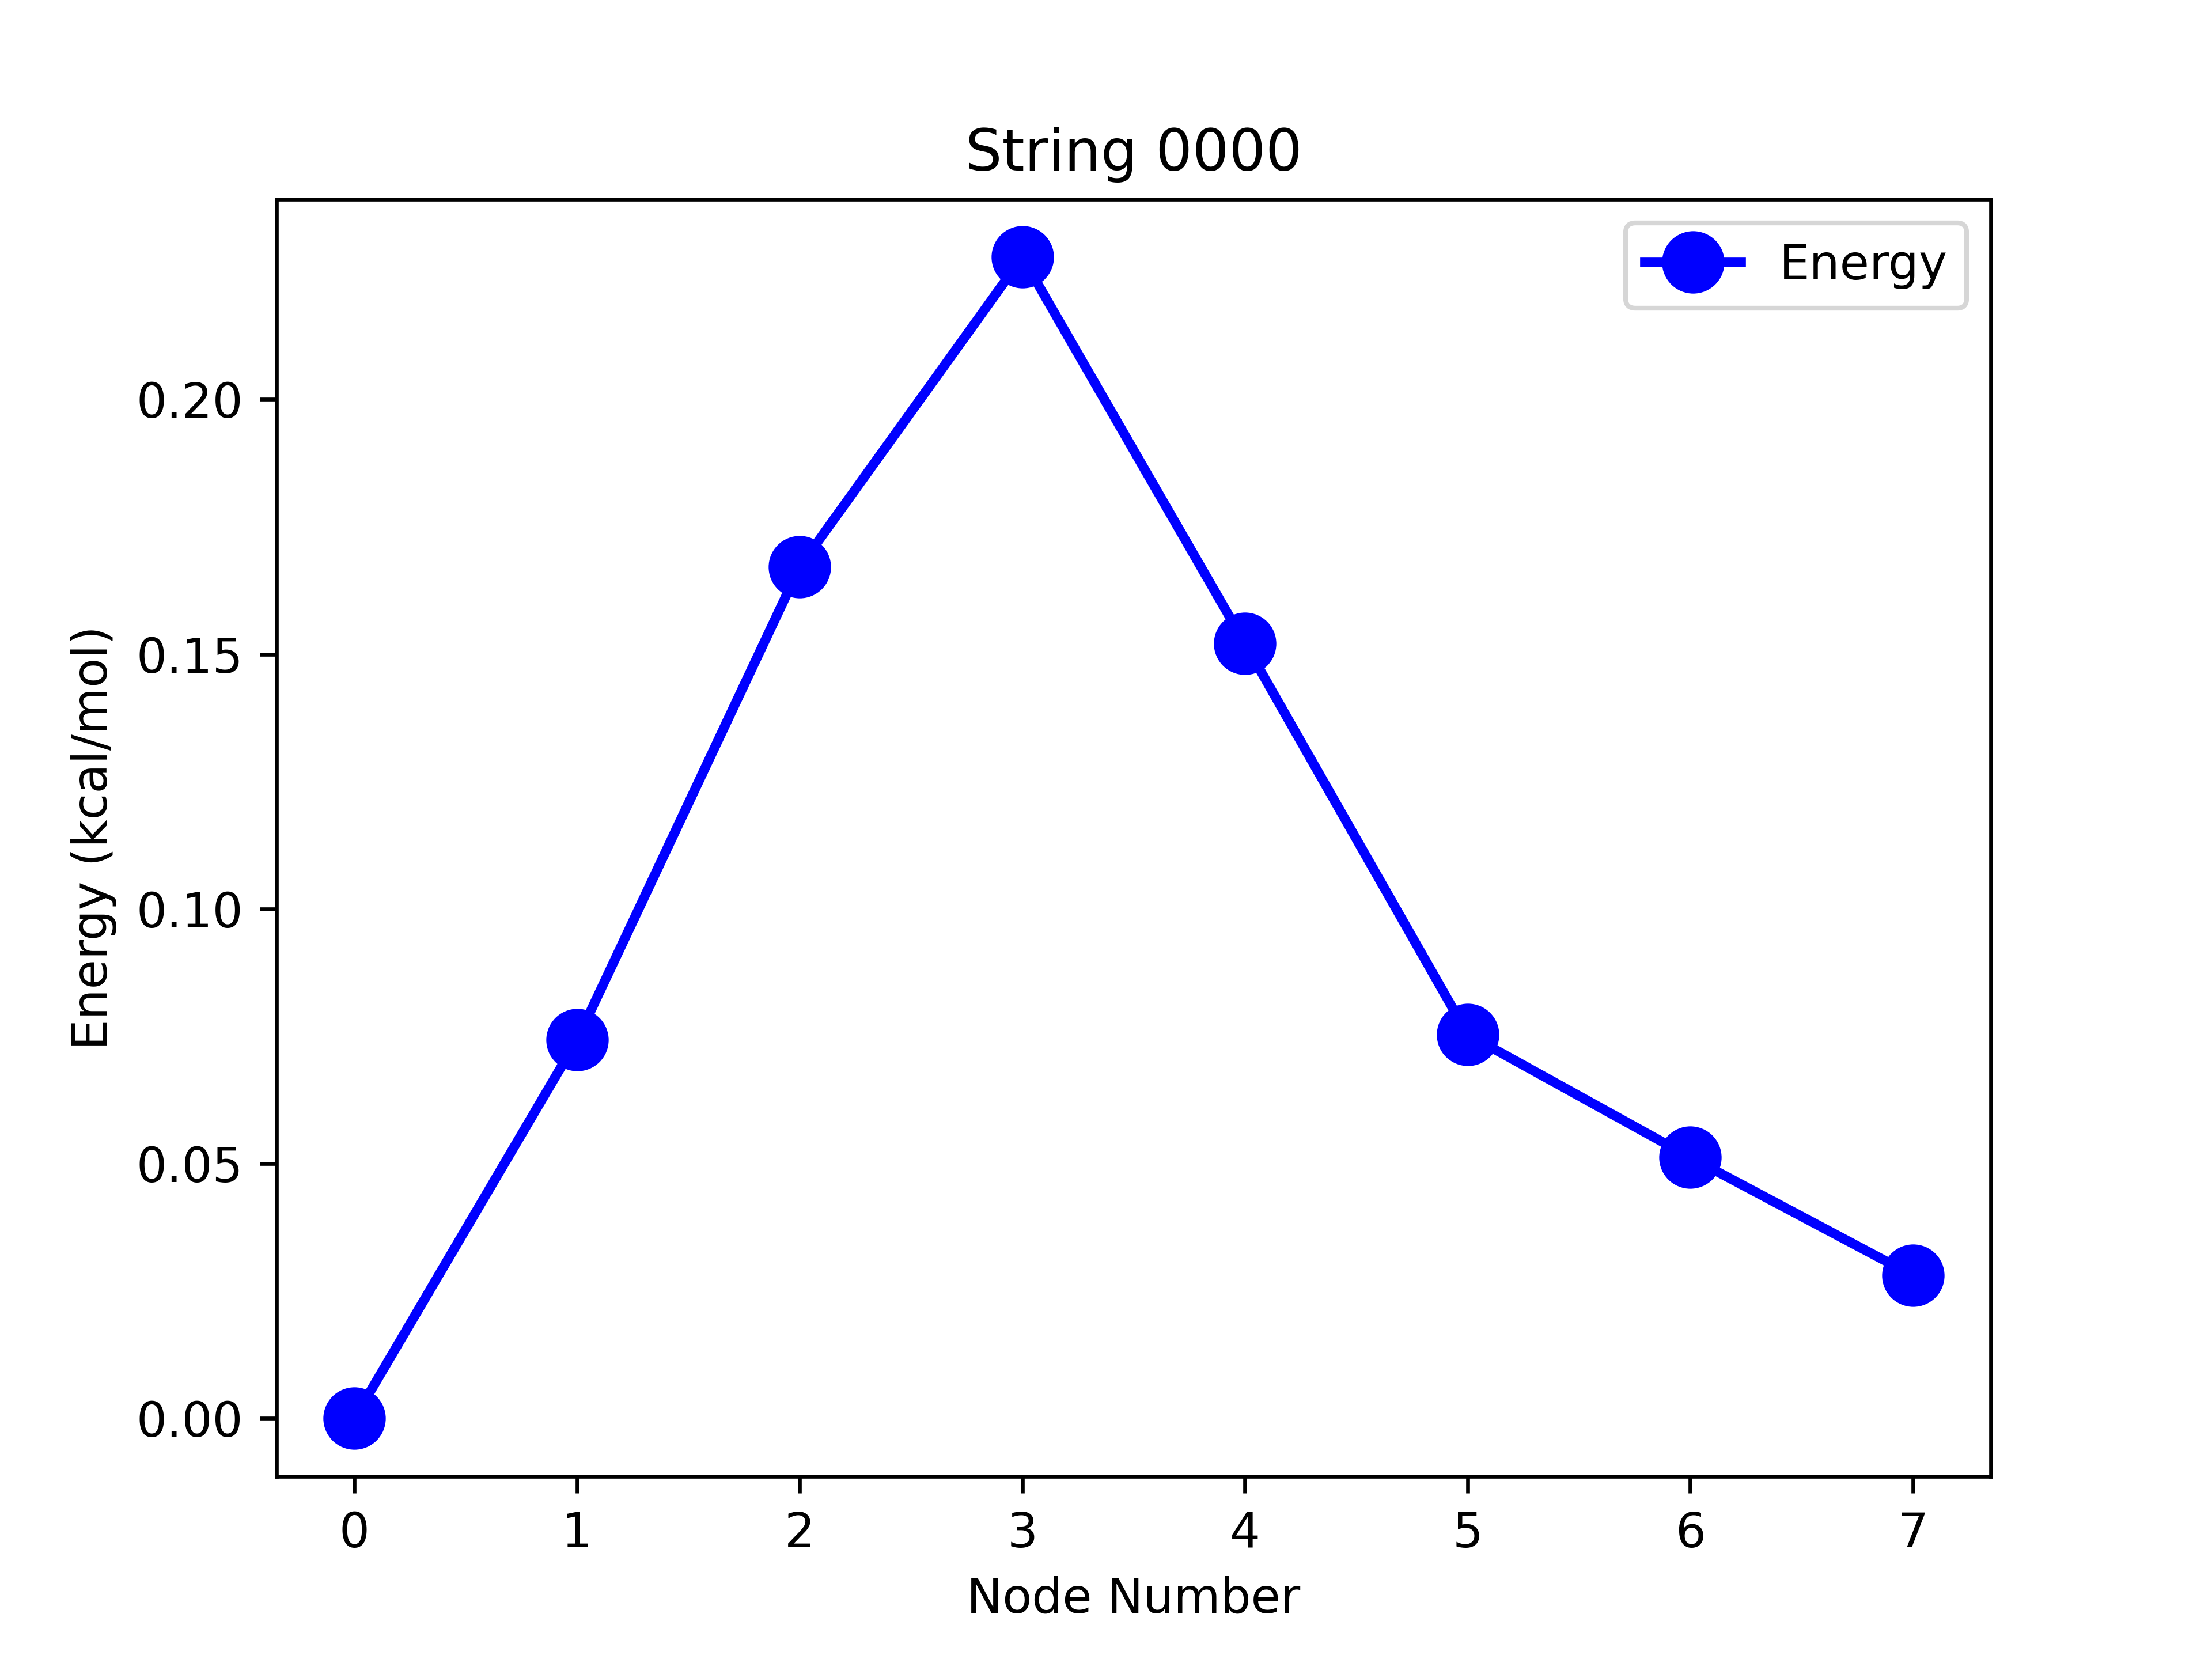 String 0000
Energy
0.20
0.15
0.10
0.05
0.00
Energy (kcal/mol)
0 1 2 3 4 5 6 7
Node Number